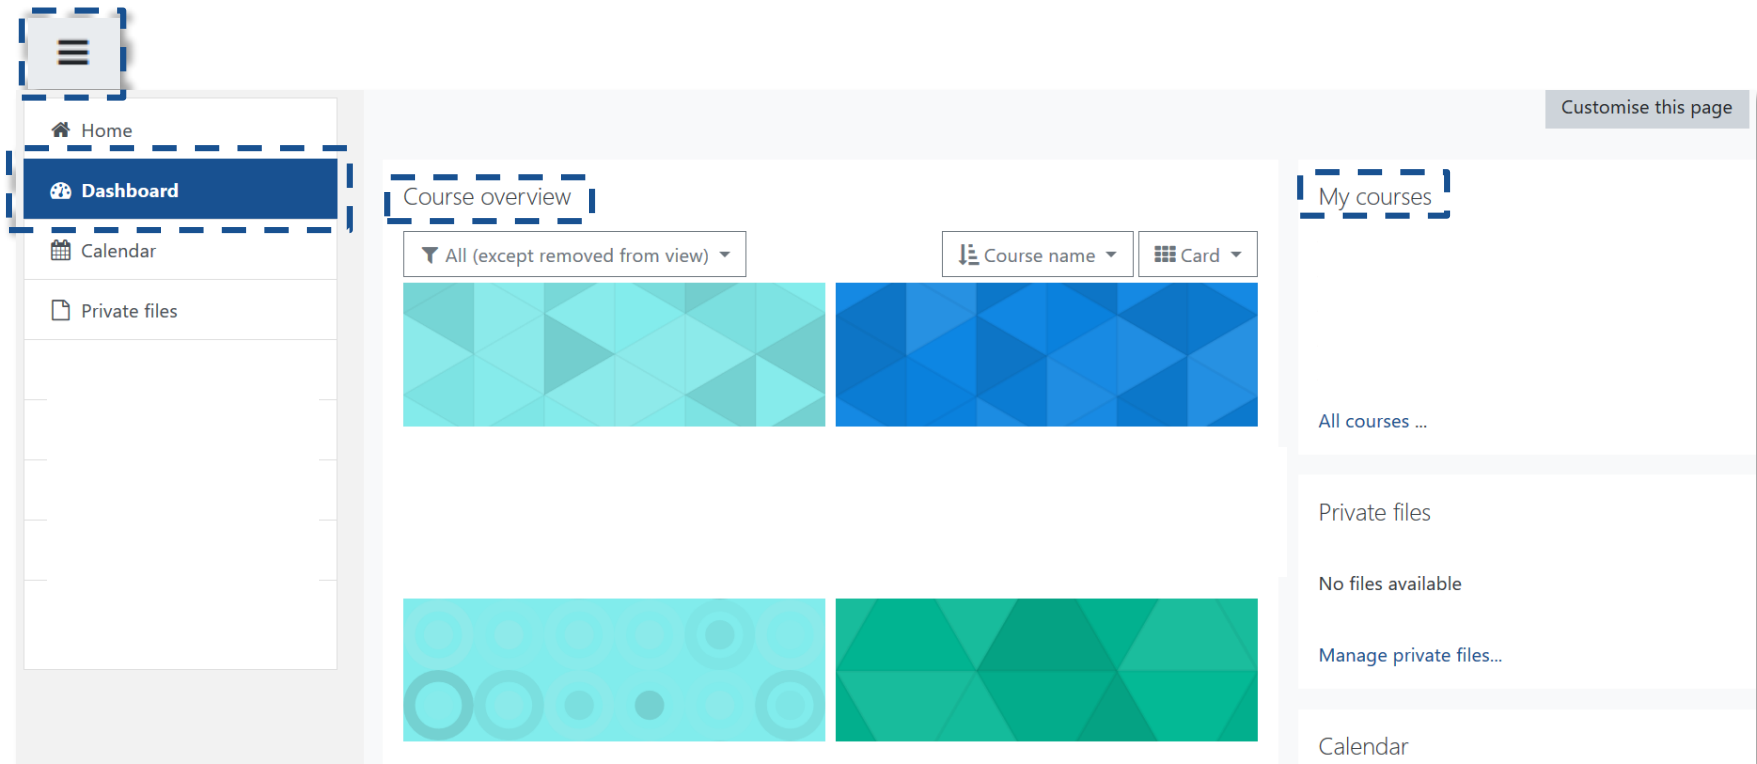 Home
Dashboard
Calendar
Private files
Customise this page
Course overview
All (except removed from view)
Course name
Card
My courses
All courses ...
Private files
No files available
Manage private files...
Calendar